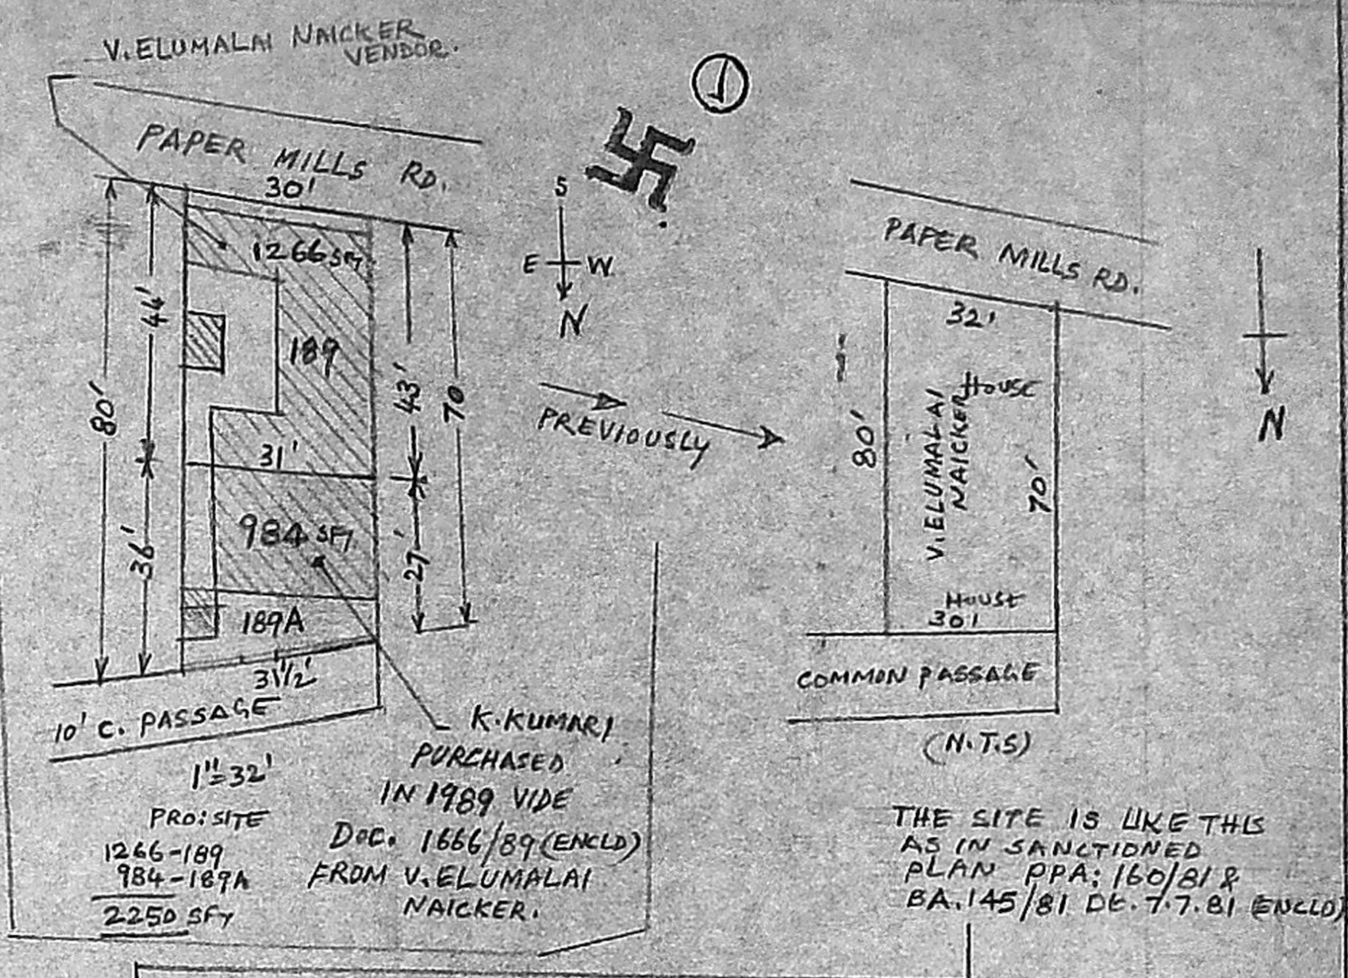 V. ELUMALAI NAICKER
VENDOR.
1
PAPER MILLS RD.
30'
1266 SFT
44'
189
80'
43'
70
31'
36'
984 SFT
27'
189A
31 1/2'
10' C. PASSAGE
1"=32'
PRO: SITE
1266-189
984-189A
2250 SFT
K. KUMARI
PURCHASED
IN 1989 VIDE
DOC. 1666/89 (ENCLD)
FROM V. ELUMALAI
NAICKER.
S
E W
N
PREVIOUSLY
PAPER MILLS RD.
32'
HOUSE
V. ELUMALAI
NAICKER
80'
70'
HOUSE
30'
COMMON PASSAGE
(N.T.S)
N
THE SITE IS LIKE THIS
AS IN SANCTIONED
PLAN PPA: 160/81 &
BA. 145/81 Dt. 7.7.81 (ENCLD)